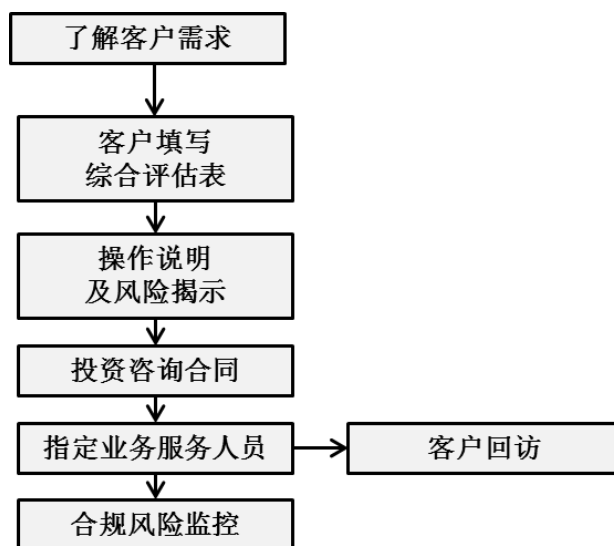 了解客户需求
客户填写
综合评估表
操作说明
及风险揭示
投资咨询合同
指定业务服务人员
客户回访
合规风险监控